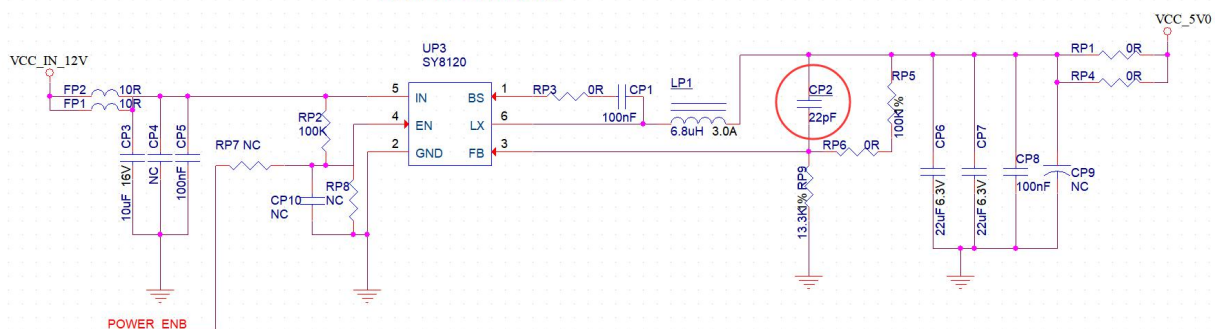 VCC_5V0
VCC_IN_12V
UP3
SY8120
FP2 10R
FP1 10R
RP1 0R
RP4 0R
5 IN BS 1
4 EN LX 6
2 GND FB 3
RP3 0R CP1
100nF
LP1
6.8uH 3.0A
CP2
22pF
RP5
100K1%
RP6 0R
RP9
13.3K1%
CP3
10uF 16V
CP4
NC
CP5
100nF
RP2
100K
RP7 NC
CP10
NC
RP8
NC
CP6
22uF 6.3V
CP7
22uF 6.3V
CP8
100nF
CP9
NC
POWER_ENB